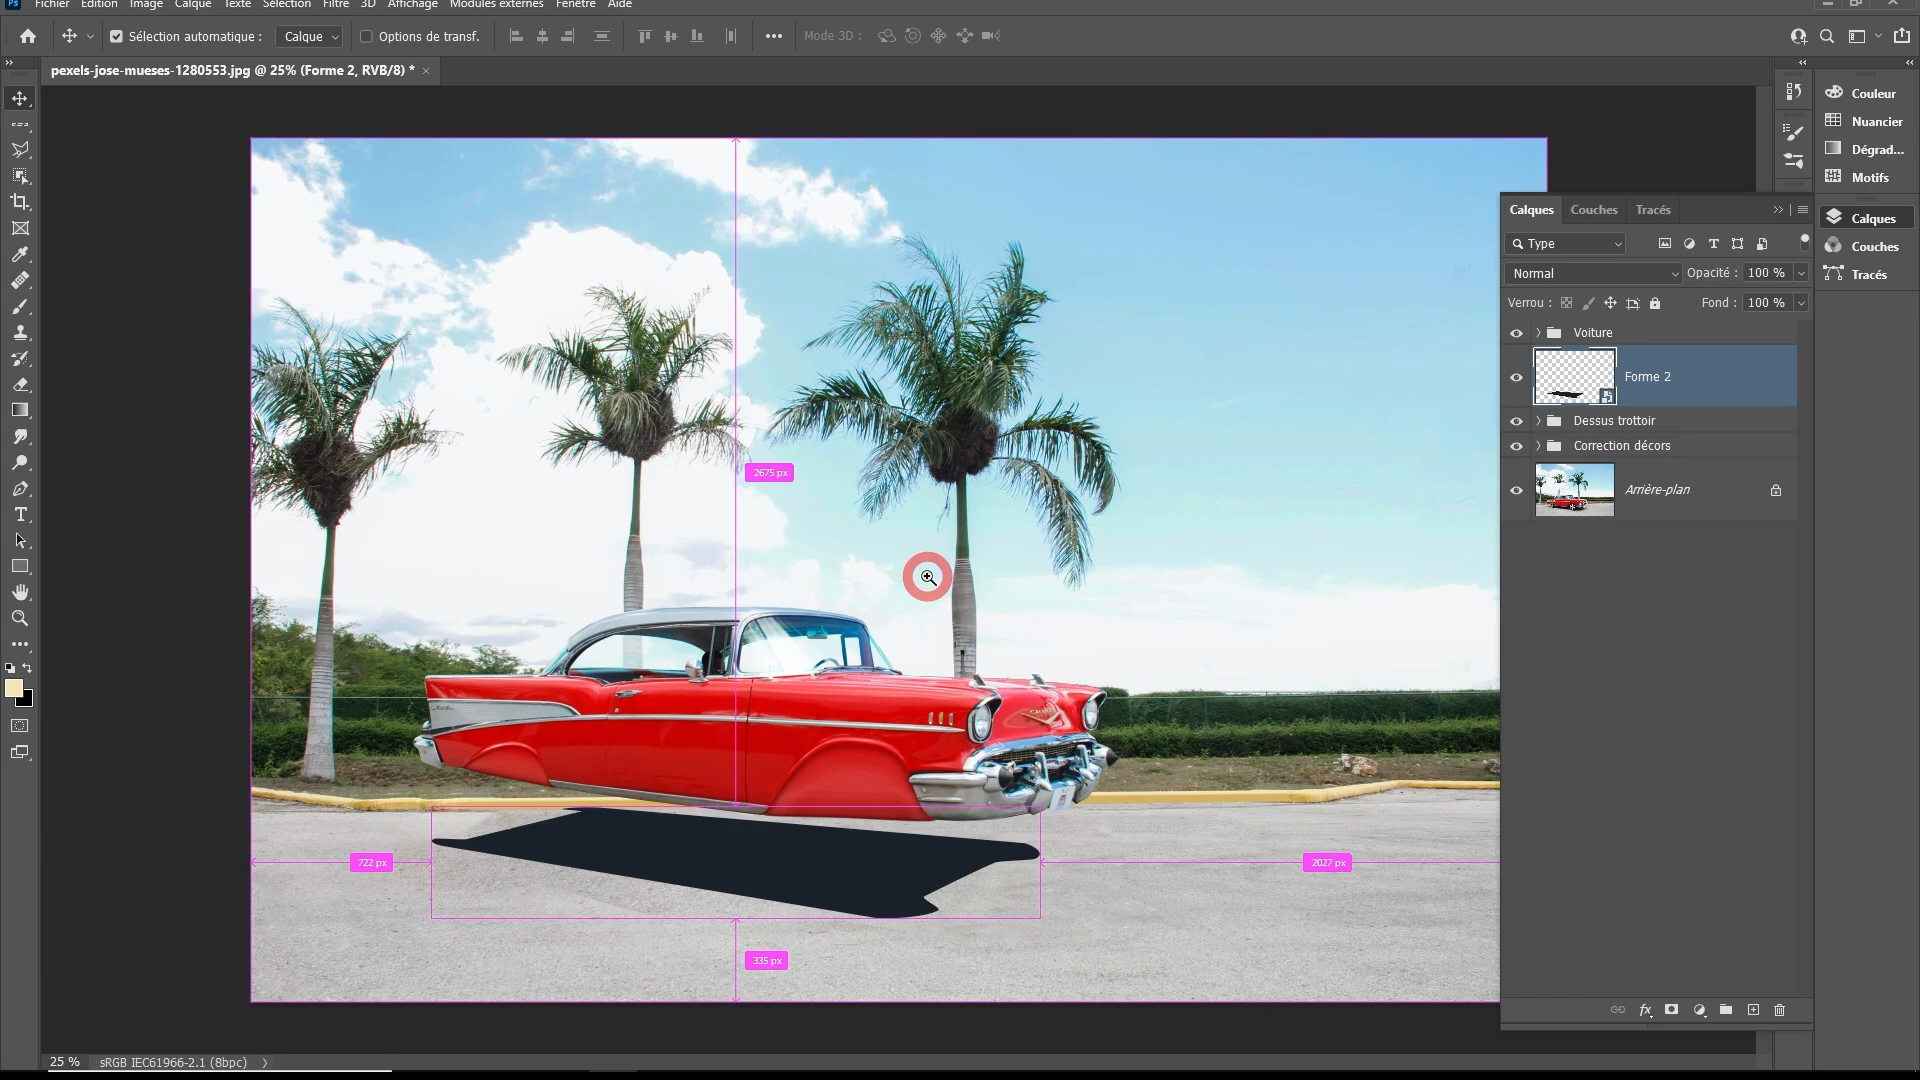 Ps Fichier Edition Image Calque Texte Sélection Filtre 3D Affichage Modules externes Fenêtre Aide
Sélection automatique : Calque Options de transf. Mode 3D :
pexels-jose-mueses-1280553.jpg @ 25% (Forme 2, RVB/8) * ×
Couleur
Nuancier
Dégrad...
Motifs
Calques
Couches
Tracés
Calques Couches Tracés
Type
Normal Opacité : 100 %
Verrou : Fond : 100 %
Voiture
Forme 2
Dessus trottoir
Correction décors
Arrière-plan
fx
2675 px
722 px
2027 px
335 px
25 % sRGB IEC61966-2.1 (8bpc)